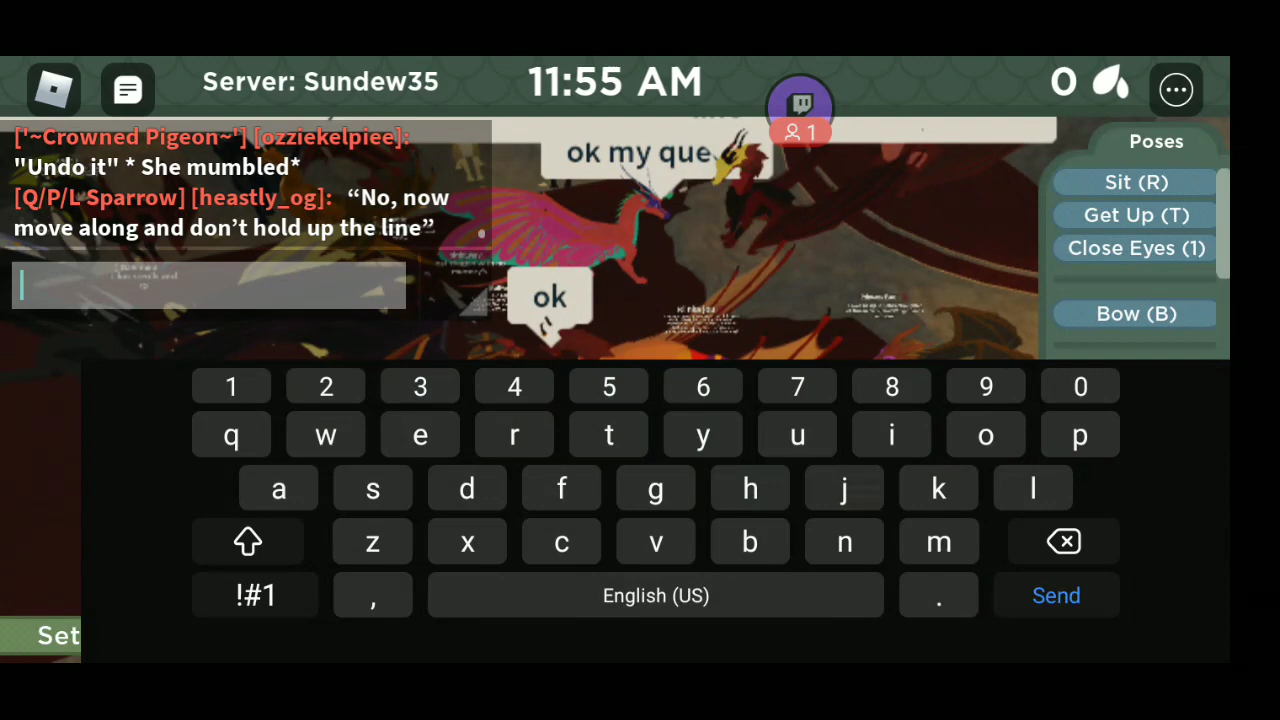 Server: Sundew35
11:55 AM
0
1
['~Crowned Pigeon~'] [ozziekelpiee]:
"Undo it" * She mumbled*
[Q/P/L Sparrow] [heastly_og]: “No, now
move along and don’t hold up the line”
ok my que
ok
Poses
Sit (R)
Get Up (T)
Close Eyes (1)
Bow (B)
1 2 3 4 5 6 7 8 9 0
q w e r t y u i o p
a s d f g h j k l
z x c v b n m
!#1 , English (US) . Send
Set